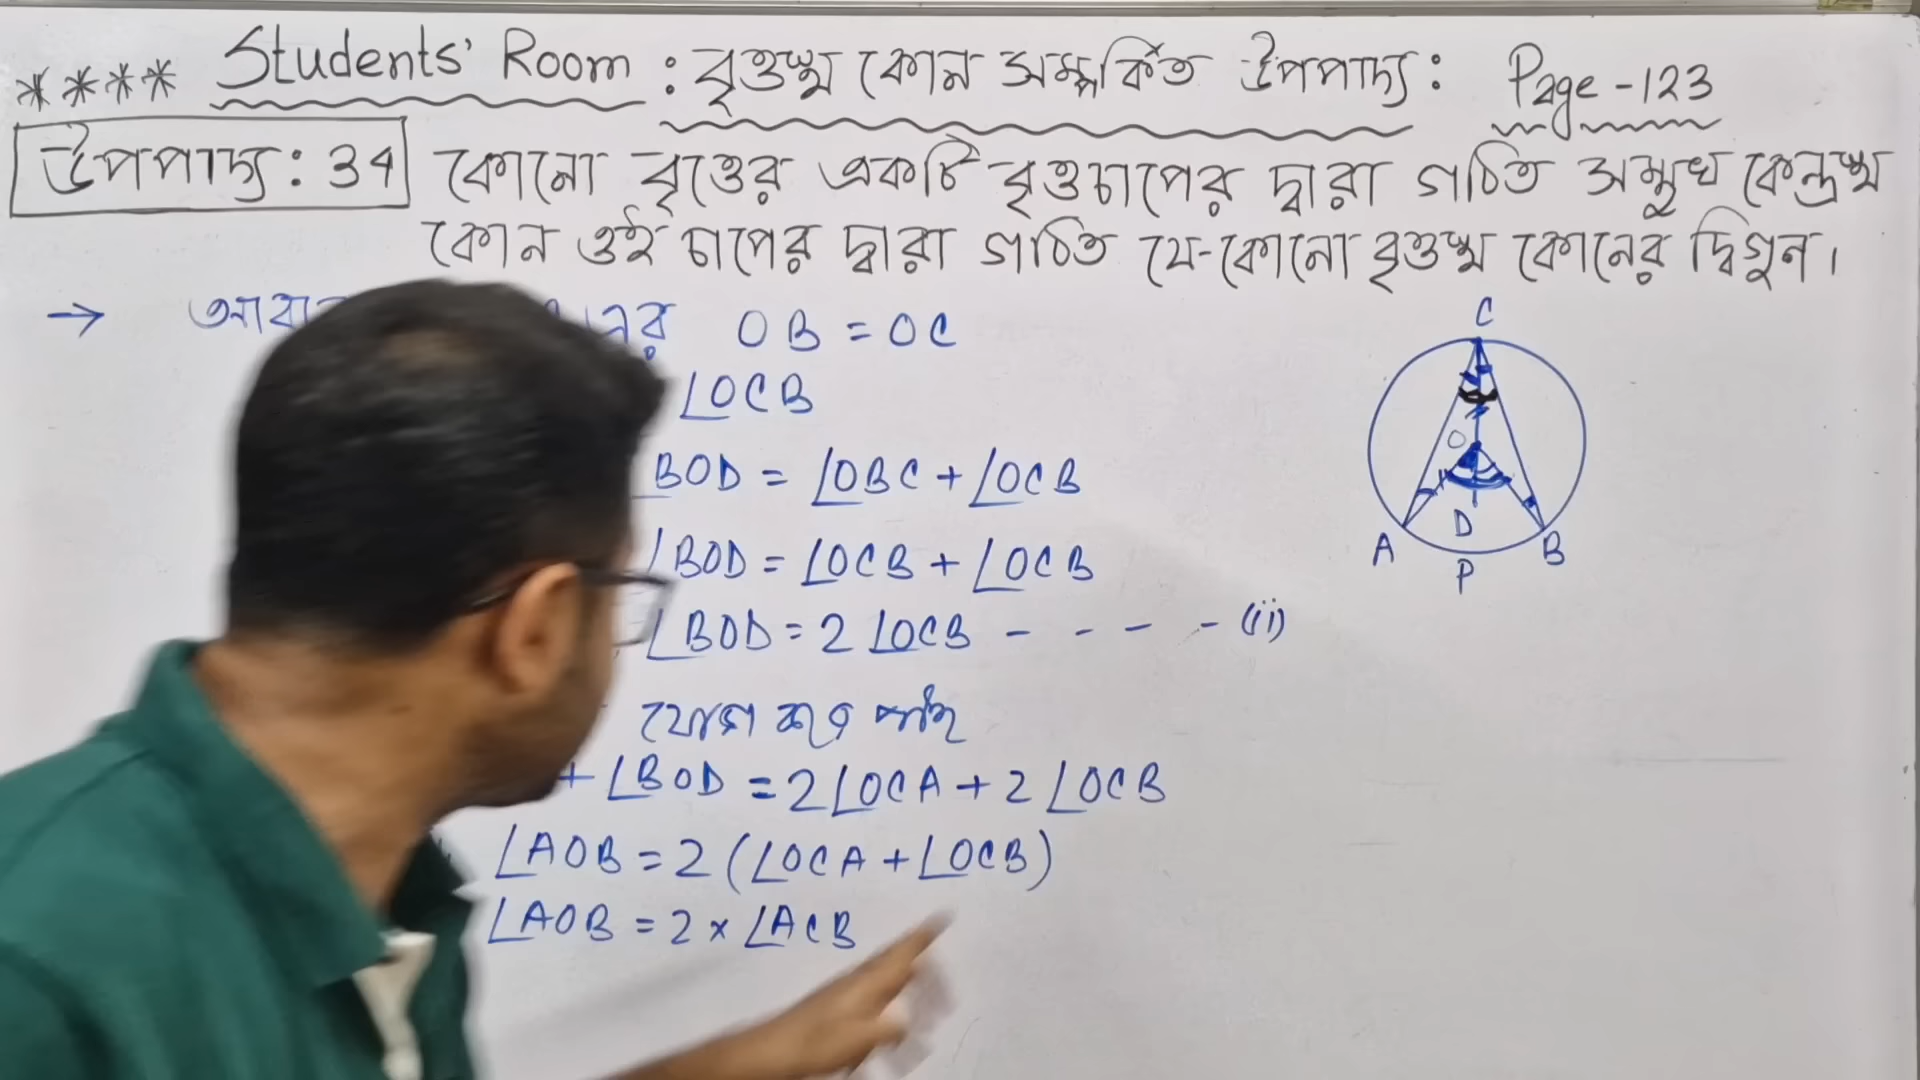 **** Students' Room : বৃত্তস্থ কোন সম্পর্কিত উপপাদ্য : Page - 123
উপপাদ্য : 34 কোনো বৃত্তের একটি বৃত্তচাপের দ্বারা গঠিত সম্মুখ কেন্দ্রস্থ
কোন ওই চাপের দ্বারা গঠিত যে-কোনো বৃত্তস্থ কোনের দ্বিগুন।
→ OB = OC
∠OCB
BOD = ∠OBC + ∠OCB
∠BOD = ∠OCB + ∠OCB
∠BOD = 2 ∠OCB - - - - (ii)
যোগ করে পাই
+ ∠BOD = 2∠OCA + 2 ∠OCB
∠AOB = 2 (∠OCA + ∠OCB)
∠AOB = 2 × ∠ACB
C
O
D
A
B
P